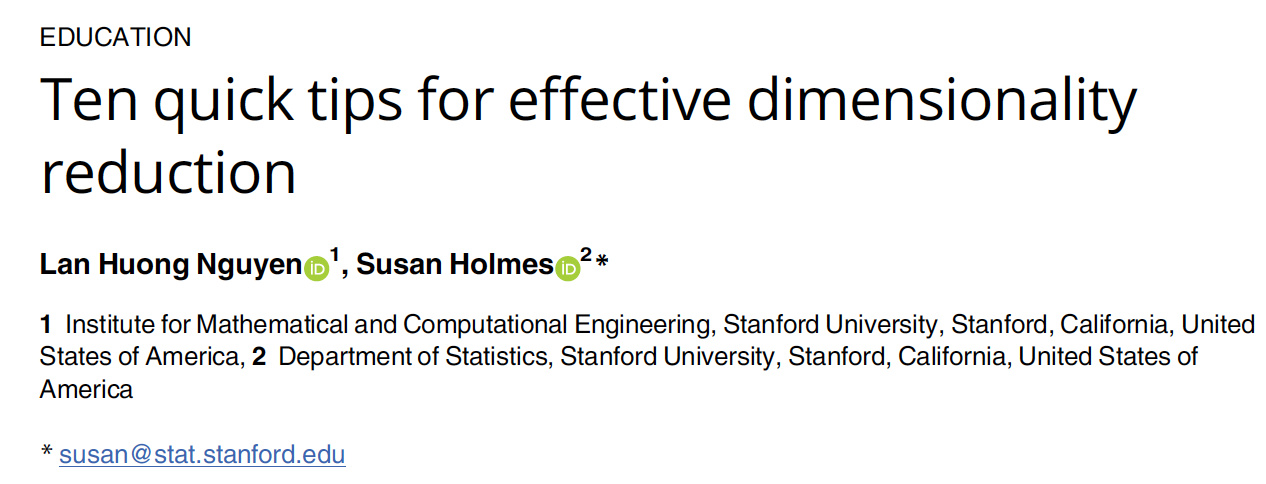 EDUCATION
Ten quick tips for effective dimensionality
reduction
Lan Huong Nguyen iD 1, Susan Holmes iD 2*
1 Institute for Mathematical and Computational Engineering, Stanford University, Stanford, California, United
States of America, 2 Department of Statistics, Stanford University, Stanford, California, United States of
America
* susan@stat.stanford.edu